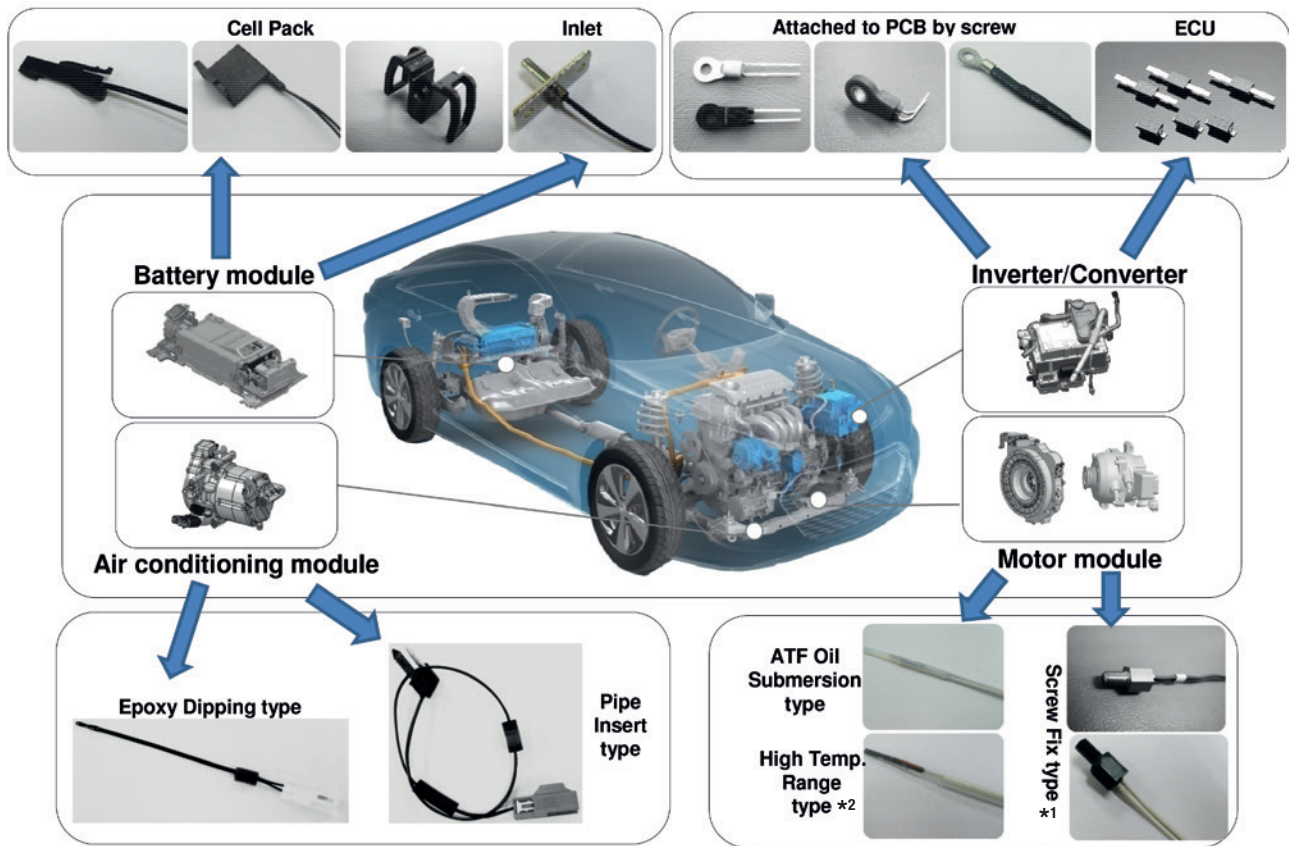 Cell Pack
Inlet
Attached to PCB by screw
ECU
Battery module
Inverter/Converter
Air conditioning module
Motor module
Epoxy Dipping type
Pipe
Insert
type
ATF Oil
Submersion
type
High Temp.
Range
type *2
Screw Fix type
*1